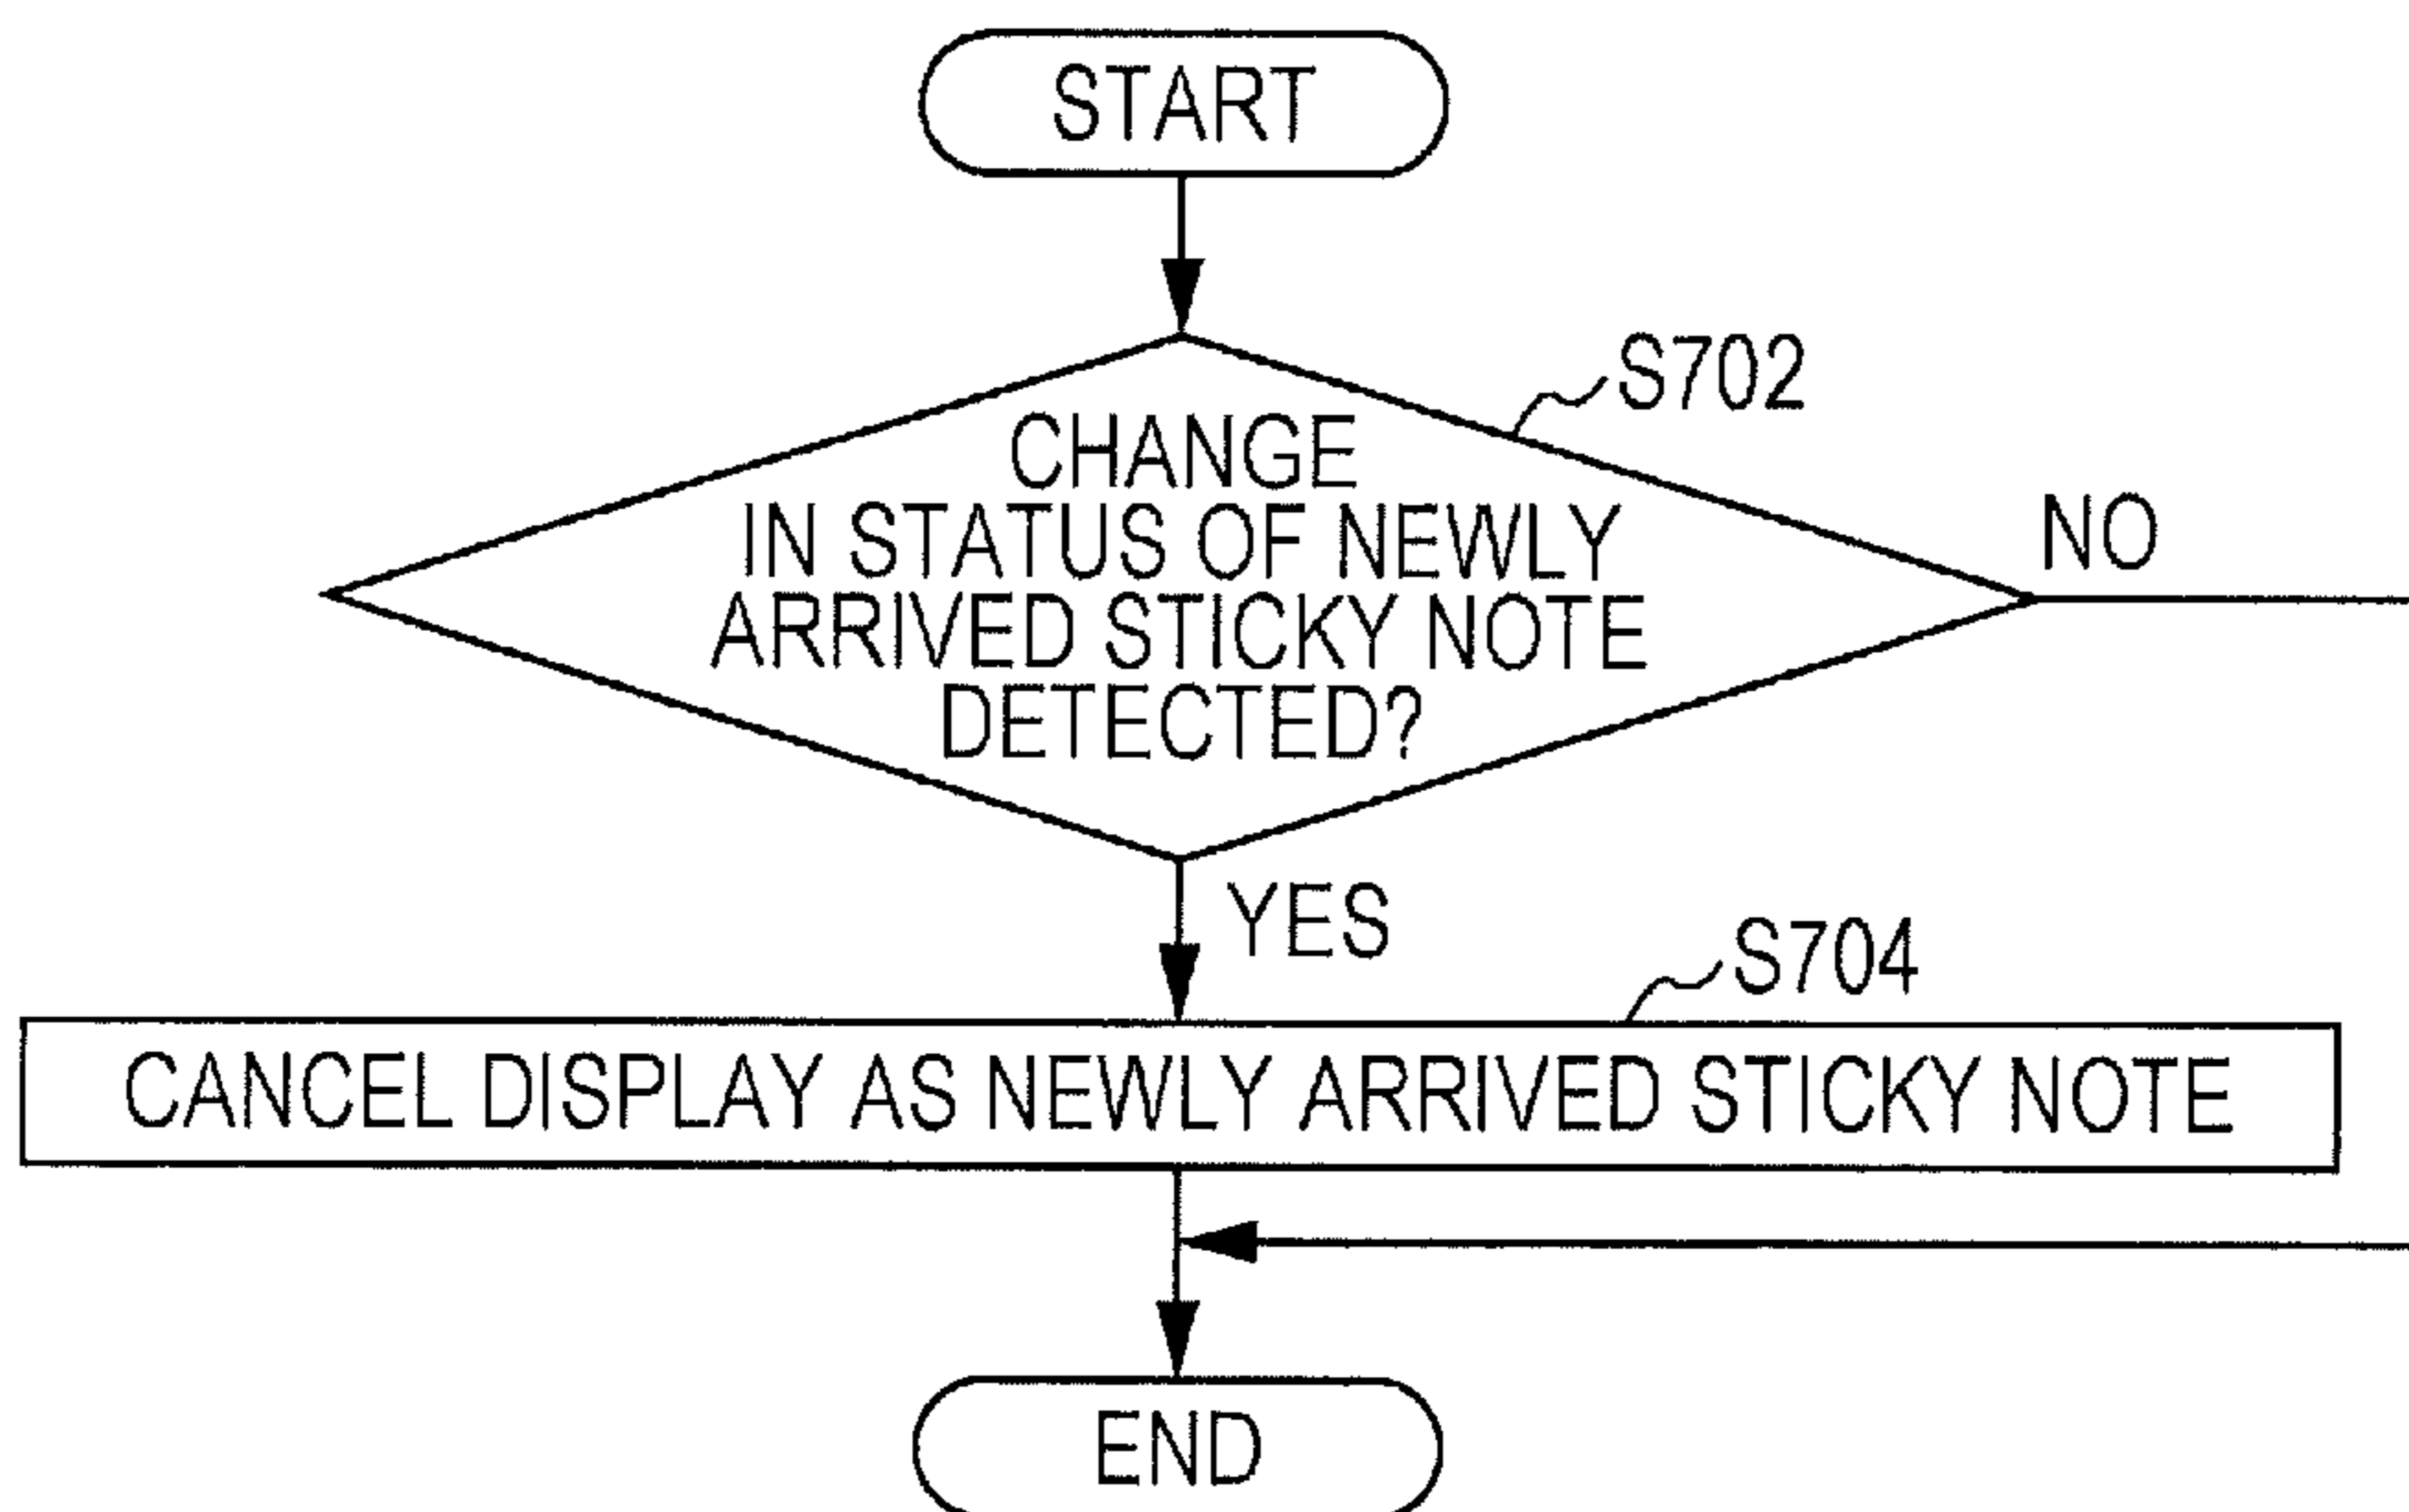 START
S702
CHANGE
IN STATUS OF NEWLY
ARRIVED STICKY NOTE
DETECTED?
NO
YES
S704
CANCEL DISPLAY AS NEWLY ARRIVED STICKY NOTE
END